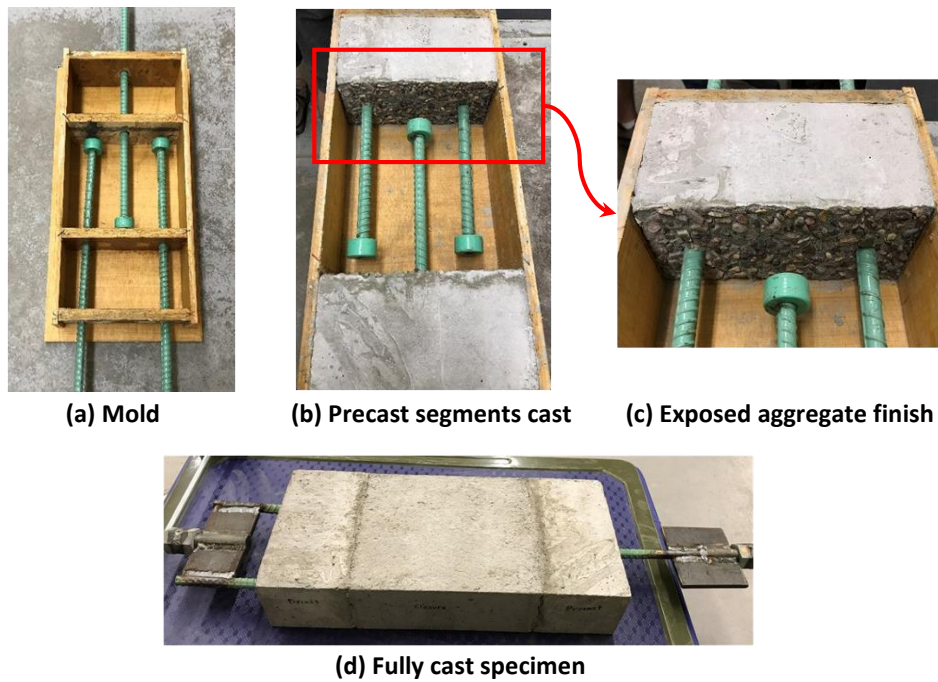 (a) Mold
(b) Precast segments cast
(c) Exposed aggregate finish
(d) Fully cast specimen